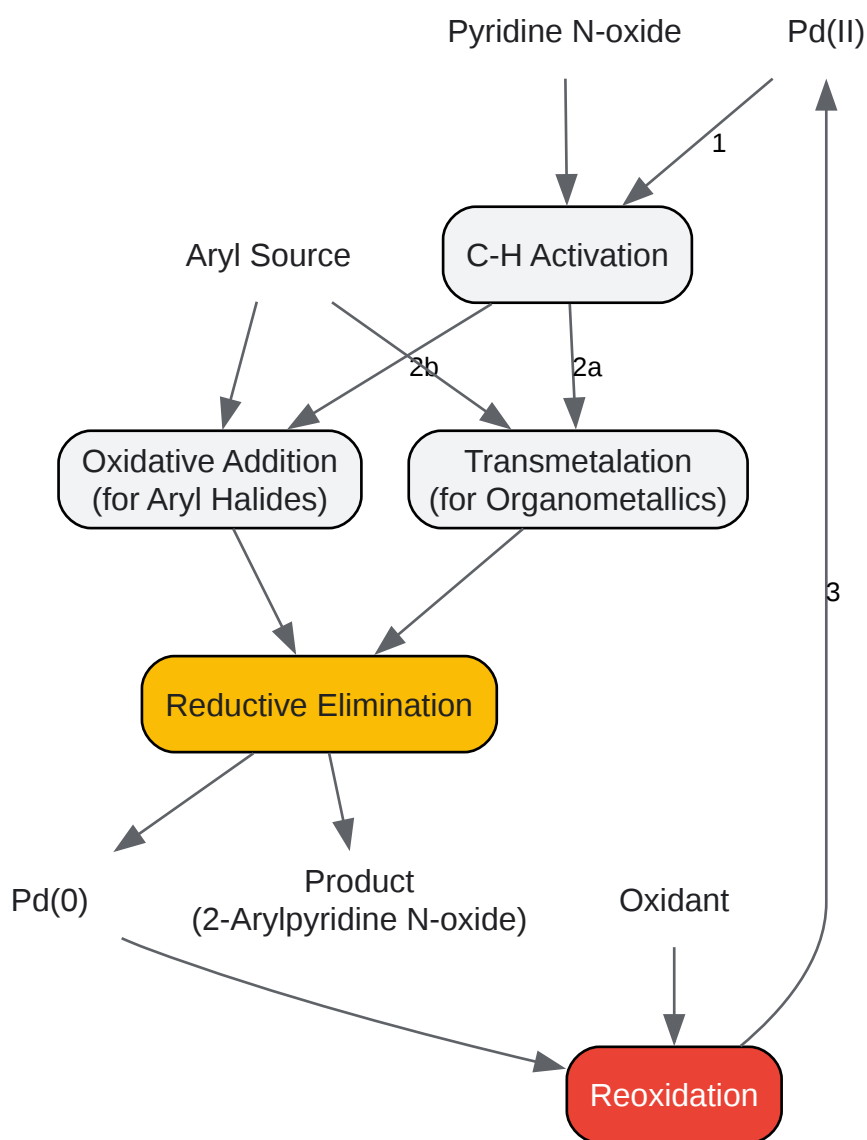 Pyridine N-oxide
Pd(II)
1
Aryl Source
C-H Activation
2b
2a
Oxidative Addition
(for Aryl Halides)
Transmetalation
(for Organometallics)
3
Reductive Elimination
Pd(0)
Product
(2-Arylpyridine N-oxide)
Oxidant
Reoxidation